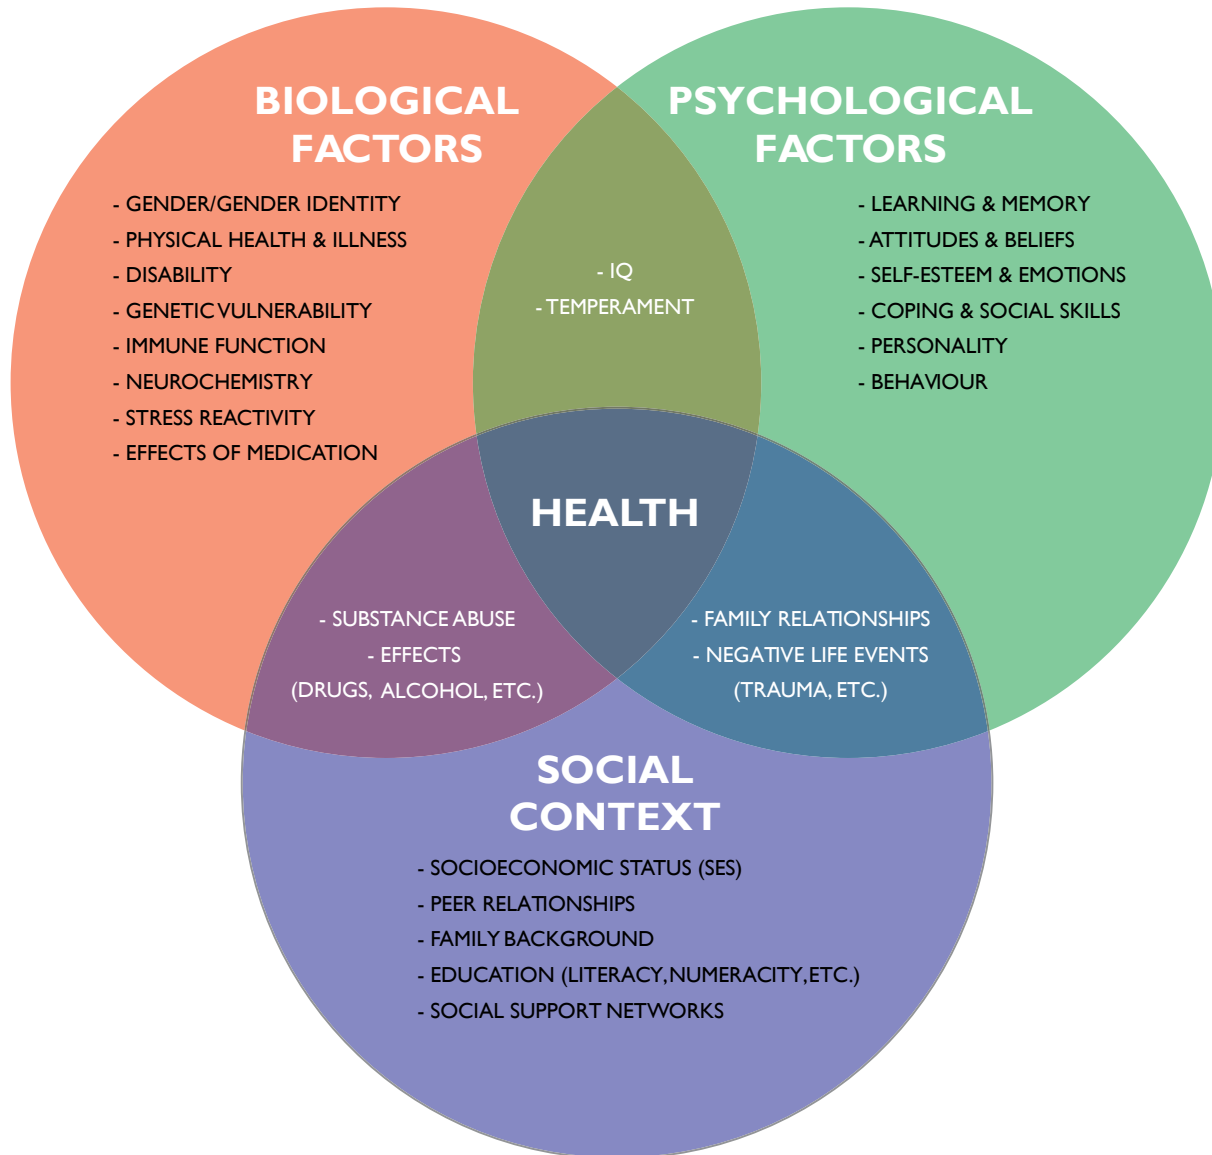 BIOLOGICAL
FACTORS
- GENDER/GENDER IDENTITY
- PHYSICAL HEALTH & ILLNESS
- DISABILITY
- GENETIC VULNERABILITY
- IMMUNE FUNCTION
- NEUROCHEMISTRY
- STRESS REACTIVITY
- EFFECTS OF MEDICATION
PSYCHOLOGICAL
FACTORS
- LEARNING & MEMORY
- ATTITUDES & BELIEFS
- SELF-ESTEEM & EMOTIONS
- COPING & SOCIAL SKILLS
- PERSONALITY
- BEHAVIOUR
- IQ
- TEMPERAMENT
HEALTH
- SUBSTANCE ABUSE
- EFFECTS
(DRUGS, ALCOHOL, ETC.)
- FAMILY RELATIONSHIPS
- NEGATIVE LIFE EVENTS
(TRAUMA, ETC.)
SOCIAL
CONTEXT
- SOCIOECONOMIC STATUS (SES)
- PEER RELATIONSHIPS
- FAMILY BACKGROUND
- EDUCATION (LITERACY, NUMERACITY, ETC.)
- SOCIAL SUPPORT NETWORKS